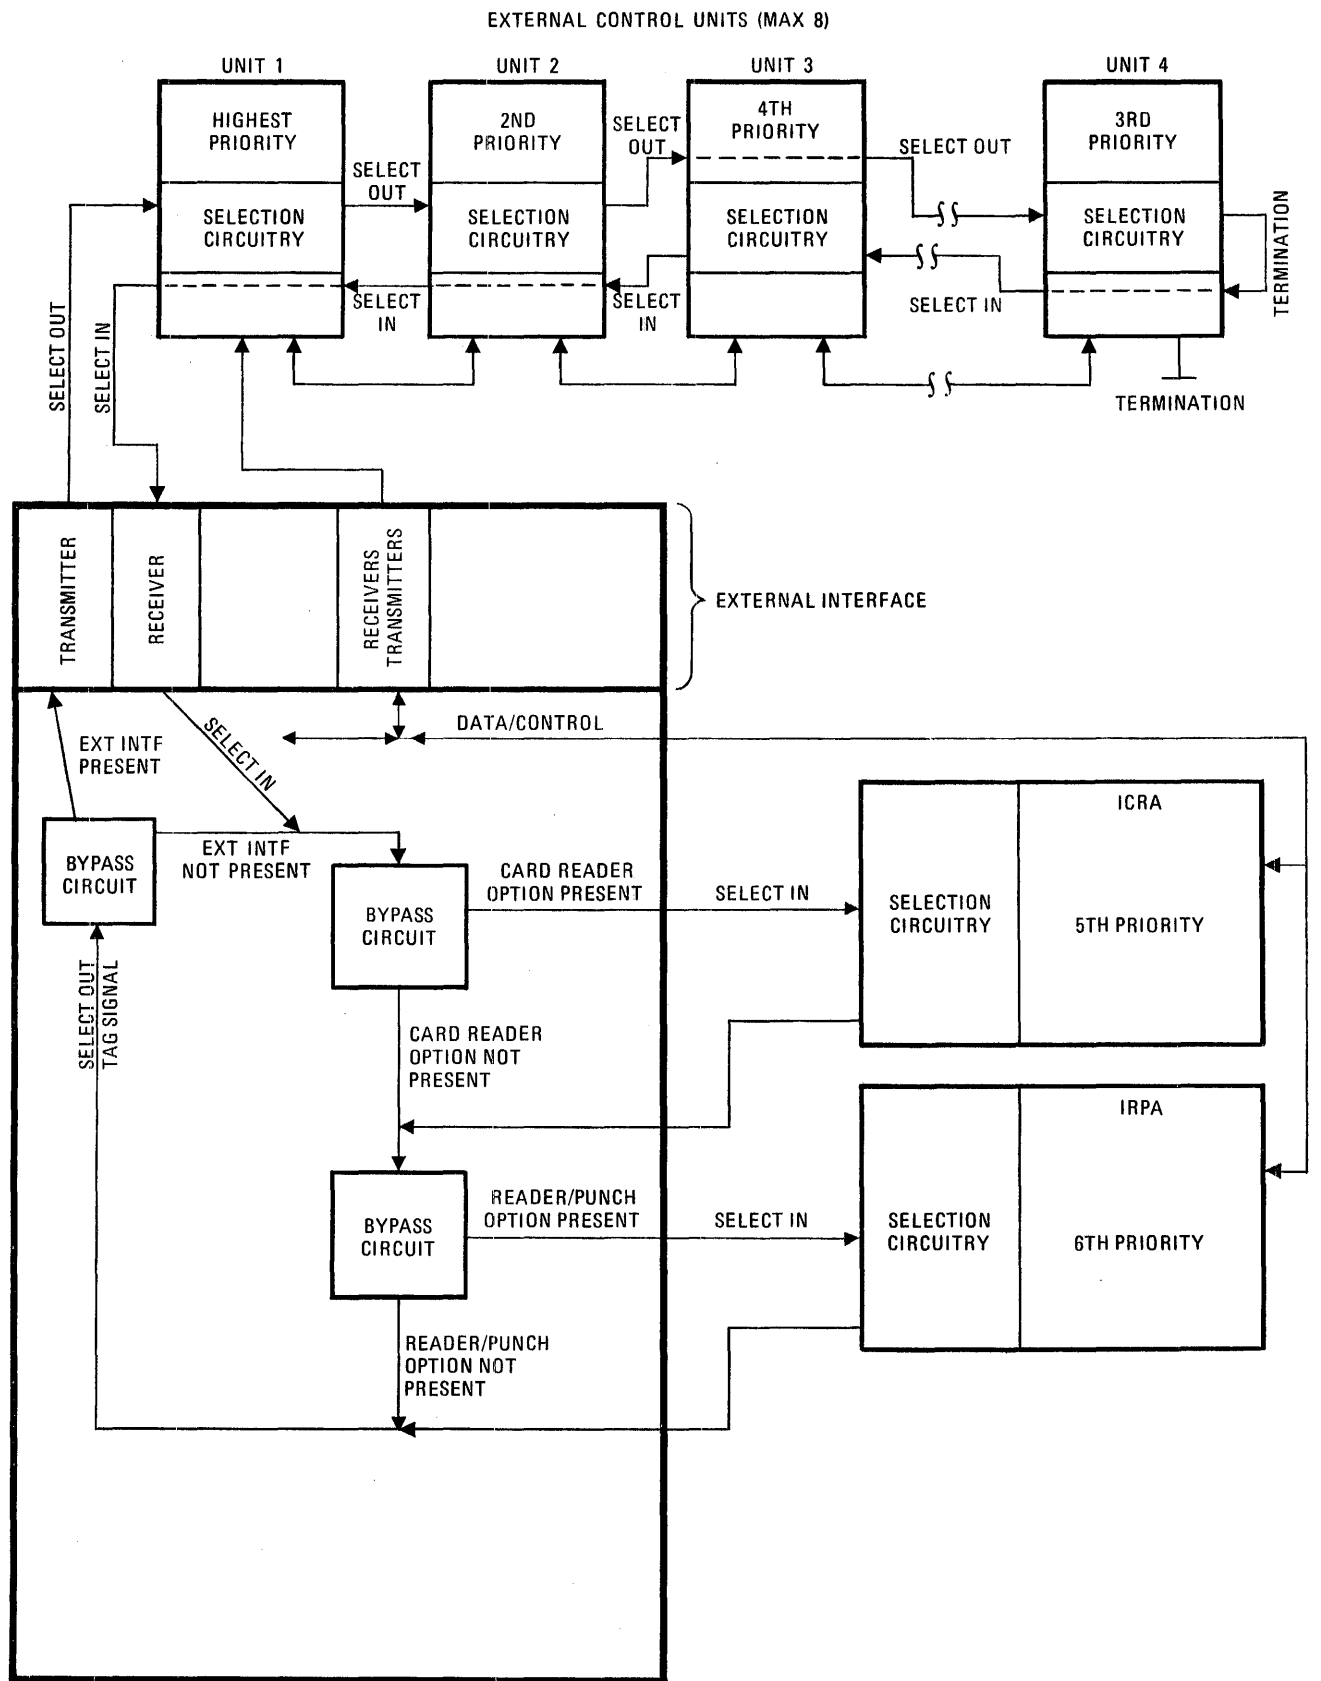 EXTERNAL CONTROL UNITS (MAX 8)
UNIT 1
UNIT 2
UNIT 3
UNIT 4
HIGHEST
PRIORITY
2ND
PRIORITY
4TH
PRIORITY
3RD
PRIORITY
SELECT
OUT
SELECT
OUT
SELECT OUT
SELECTION
CIRCUITRY
SELECTION
CIRCUITRY
SELECTION
CIRCUITRY
SELECTION
CIRCUITRY
TERMINATION
SELECT
IN
SELECT
IN
SELECT IN
SELECT OUT
SELECT IN
TERMINATION
TRANSMITTER
RECEIVER
RECEIVERS
TRANSMITTERS
EXTERNAL INTERFACE
EXT INTF
PRESENT
SELECT IN
DATA/CONTROL
BYPASS
CIRCUIT
EXT INTF
NOT PRESENT
BYPASS
CIRCUIT
CARD READER
OPTION PRESENT
SELECT IN
ICRA
SELECTION
CIRCUITRY
5TH PRIORITY
SELECT OUT
TAG SIGNAL
CARD READER
OPTION NOT
PRESENT
IRPA
BYPASS
CIRCUIT
READER/PUNCH
OPTION PRESENT
SELECT IN
SELECTION
CIRCUITRY
6TH PRIORITY
READER/PUNCH
OPTION NOT
PRESENT